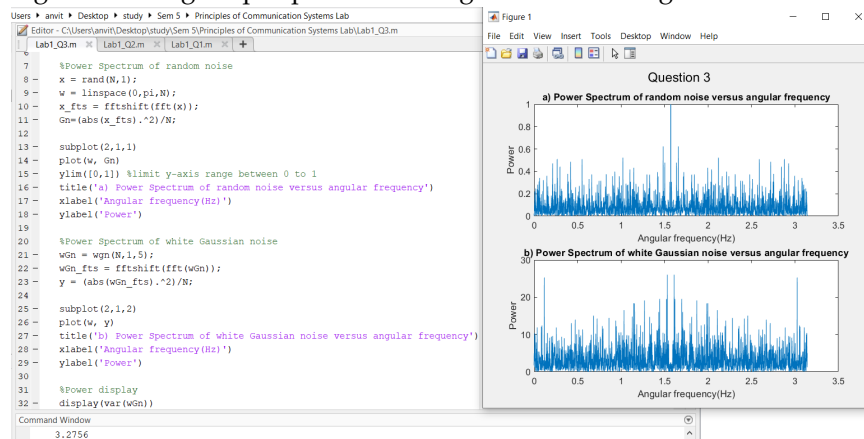 Users ▸ anvit ▸ Desktop ▸ study ▸ Sem 5 ▸ Principles of Communication Systems Lab
Editor - C:\Users\anvit\Desktop\study\Sem 5\Principles of Communication Systems Lab\Lab1_Q3.m
Lab1_Q3.m × Lab1_Q2.m × Lab1_Q1.m × +
7 %Power Spectrum of random noise
8 – x = rand(N,1);
9 – w = linspace(0,pi,N);
10 – x_fts = fftshift(fft(x));
11 – Gn=(abs(x_fts).^2)/N;
12
13 – subplot(2,1,1)
14 – plot(w, Gn)
15 – ylim([0,1]) %limit y-axis range between 0 to 1
16 – title('a) Power Spectrum of random noise versus angular frequency')
17 – xlabel('Angular frequency(Hz)')
18 – ylabel('Power')
19
20 %Power Spectrum of white Gaussian noise
21 – wGn = wgn(N,1,5);
22 – wGn_fts = fftshift(fft(wGn));
23 – y = (abs(wGn_fts).^2)/N;
24
25 – subplot(2,1,2)
26 – plot(w, y)
27 – title('b) Power Spectrum of white Gaussian noise versus angular frequency')
28 – xlabel('Angular frequency(Hz)')
29 – ylabel('Power')
30
31 %Power display
32 – display(var(wGn))
Command Window
3.2756
Figure 1
File Edit View Insert Tools Desktop Window Help
Question 3
a) Power Spectrum of random noise versus angular frequency
1
0.8
0.6
0.4
0.2
0
Power
0 0.5 1 1.5 2 2.5 3 3.5
Angular frequency(Hz)
b) Power Spectrum of white Gaussian noise versus angular frequency
30
20
10
0
Power
0 0.5 1 1.5 2 2.5 3 3.5
Angular frequency(Hz)